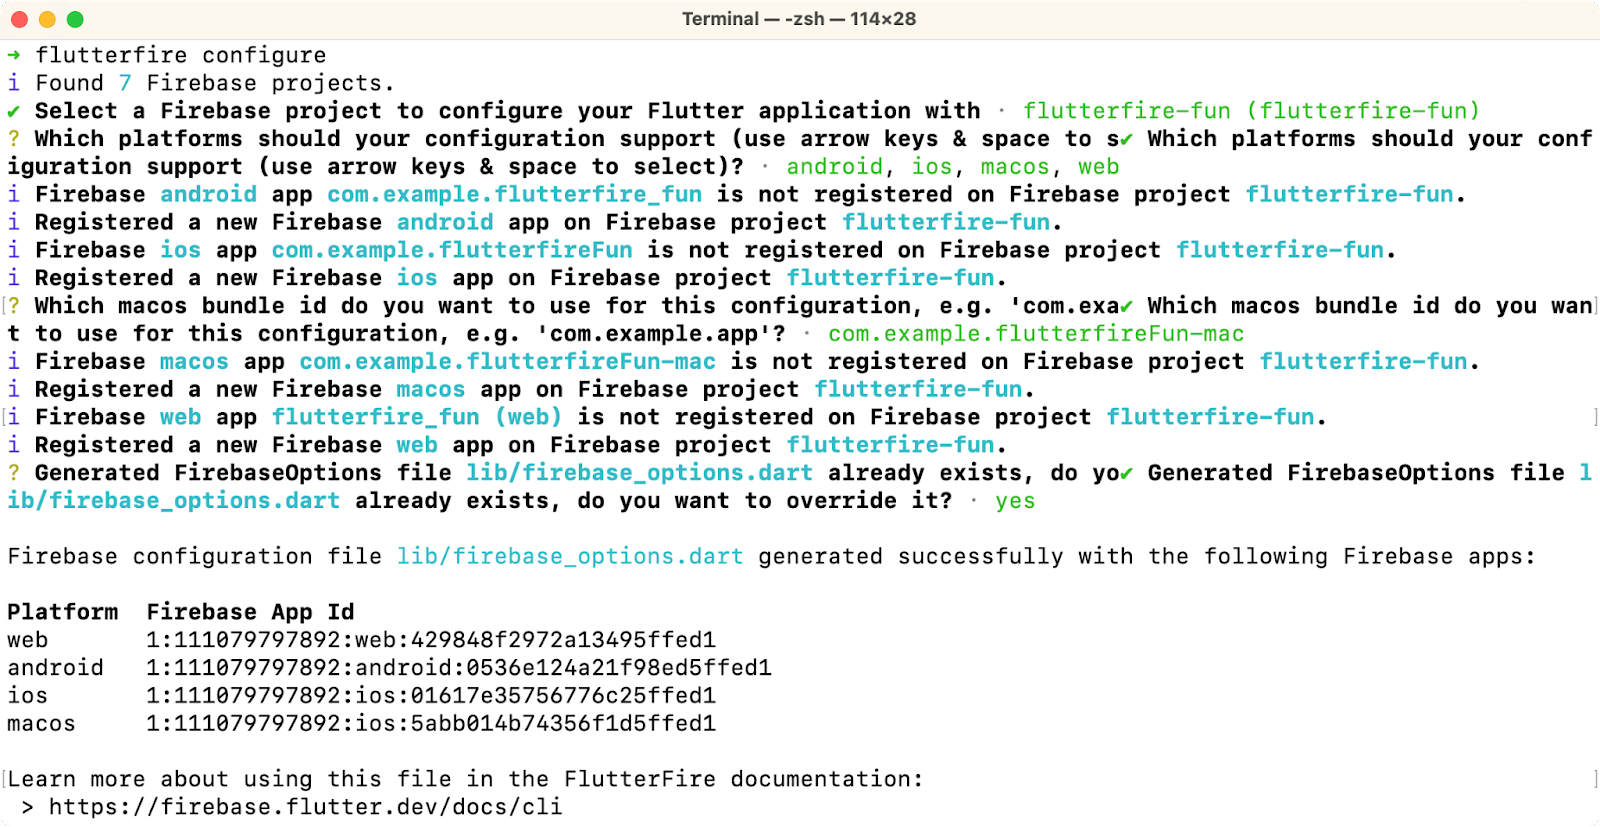 Terminal — -zsh — 114×28
➜ flutterfire configure
i Found 7 Firebase projects.
✔ Select a Firebase project to configure your Flutter application with · flutterfire-fun (flutterfire-fun)
? Which platforms should your configuration support (use arrow keys & space to s✔ Which platforms should your conf
iguration support (use arrow keys & space to select)? · android, ios, macos, web
i Firebase android app com.example.flutterfire_fun is not registered on Firebase project flutterfire-fun.
i Registered a new Firebase android app on Firebase project flutterfire-fun.
i Firebase ios app com.example.flutterfireFun is not registered on Firebase project flutterfire-fun.
i Registered a new Firebase ios app on Firebase project flutterfire-fun.
[? Which macos bundle id do you want to use for this configuration, e.g. 'com.exa✔ Which macos bundle id do you wan]
t to use for this configuration, e.g. 'com.example.app'? · com.example.flutterfireFun-mac
i Firebase macos app com.example.flutterfireFun-mac is not registered on Firebase project flutterfire-fun.
i Registered a new Firebase macos app on Firebase project flutterfire-fun.
[i Firebase web app flutterfire_fun (web) is not registered on Firebase project flutterfire-fun. ]
i Registered a new Firebase web app on Firebase project flutterfire-fun.
? Generated FirebaseOptions file lib/firebase_options.dart already exists, do yo✔ Generated FirebaseOptions file l
ib/firebase_options.dart already exists, do you want to override it? · yes
Firebase configuration file lib/firebase_options.dart generated successfully with the following Firebase apps:
Platform Firebase App Id
web 1:111079797892:web:429848f2972a13495ffed1
android 1:111079797892:android:0536e124a21f98ed5ffed1
ios 1:111079797892:ios:01617e35756776c25ffed1
macos 1:111079797892:ios:5abb014b74356f1d5ffed1
[Learn more about using this file in the FlutterFire documentation: ]
> https://firebase.flutter.dev/docs/cli